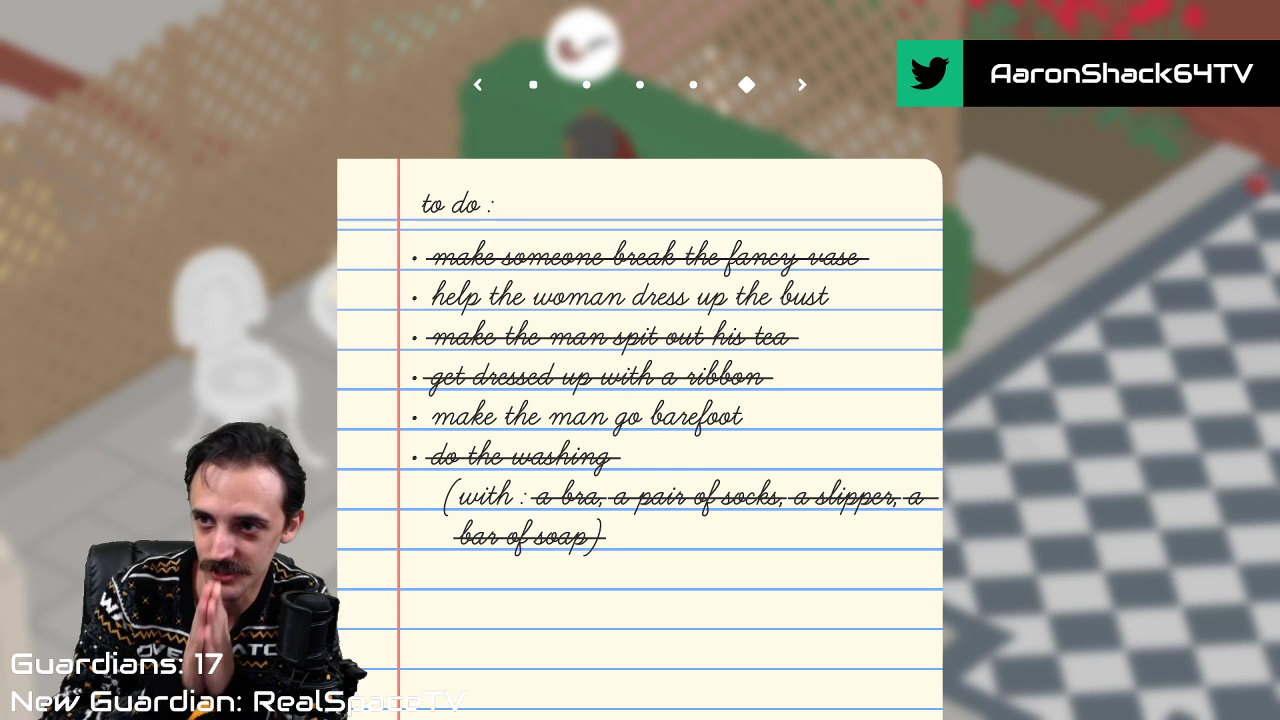 AaronShack64TV
to do :
• make someone break the fancy vase
• help the woman dress up the bust
• make the man spit out his tea
• get dressed up with a ribbon
• make the man go barefoot
• do the washing
(with : a bra, a pair of socks, a slipper, a
bar of soap)
Guardians: 17
New Guardian: RealSpaceTV